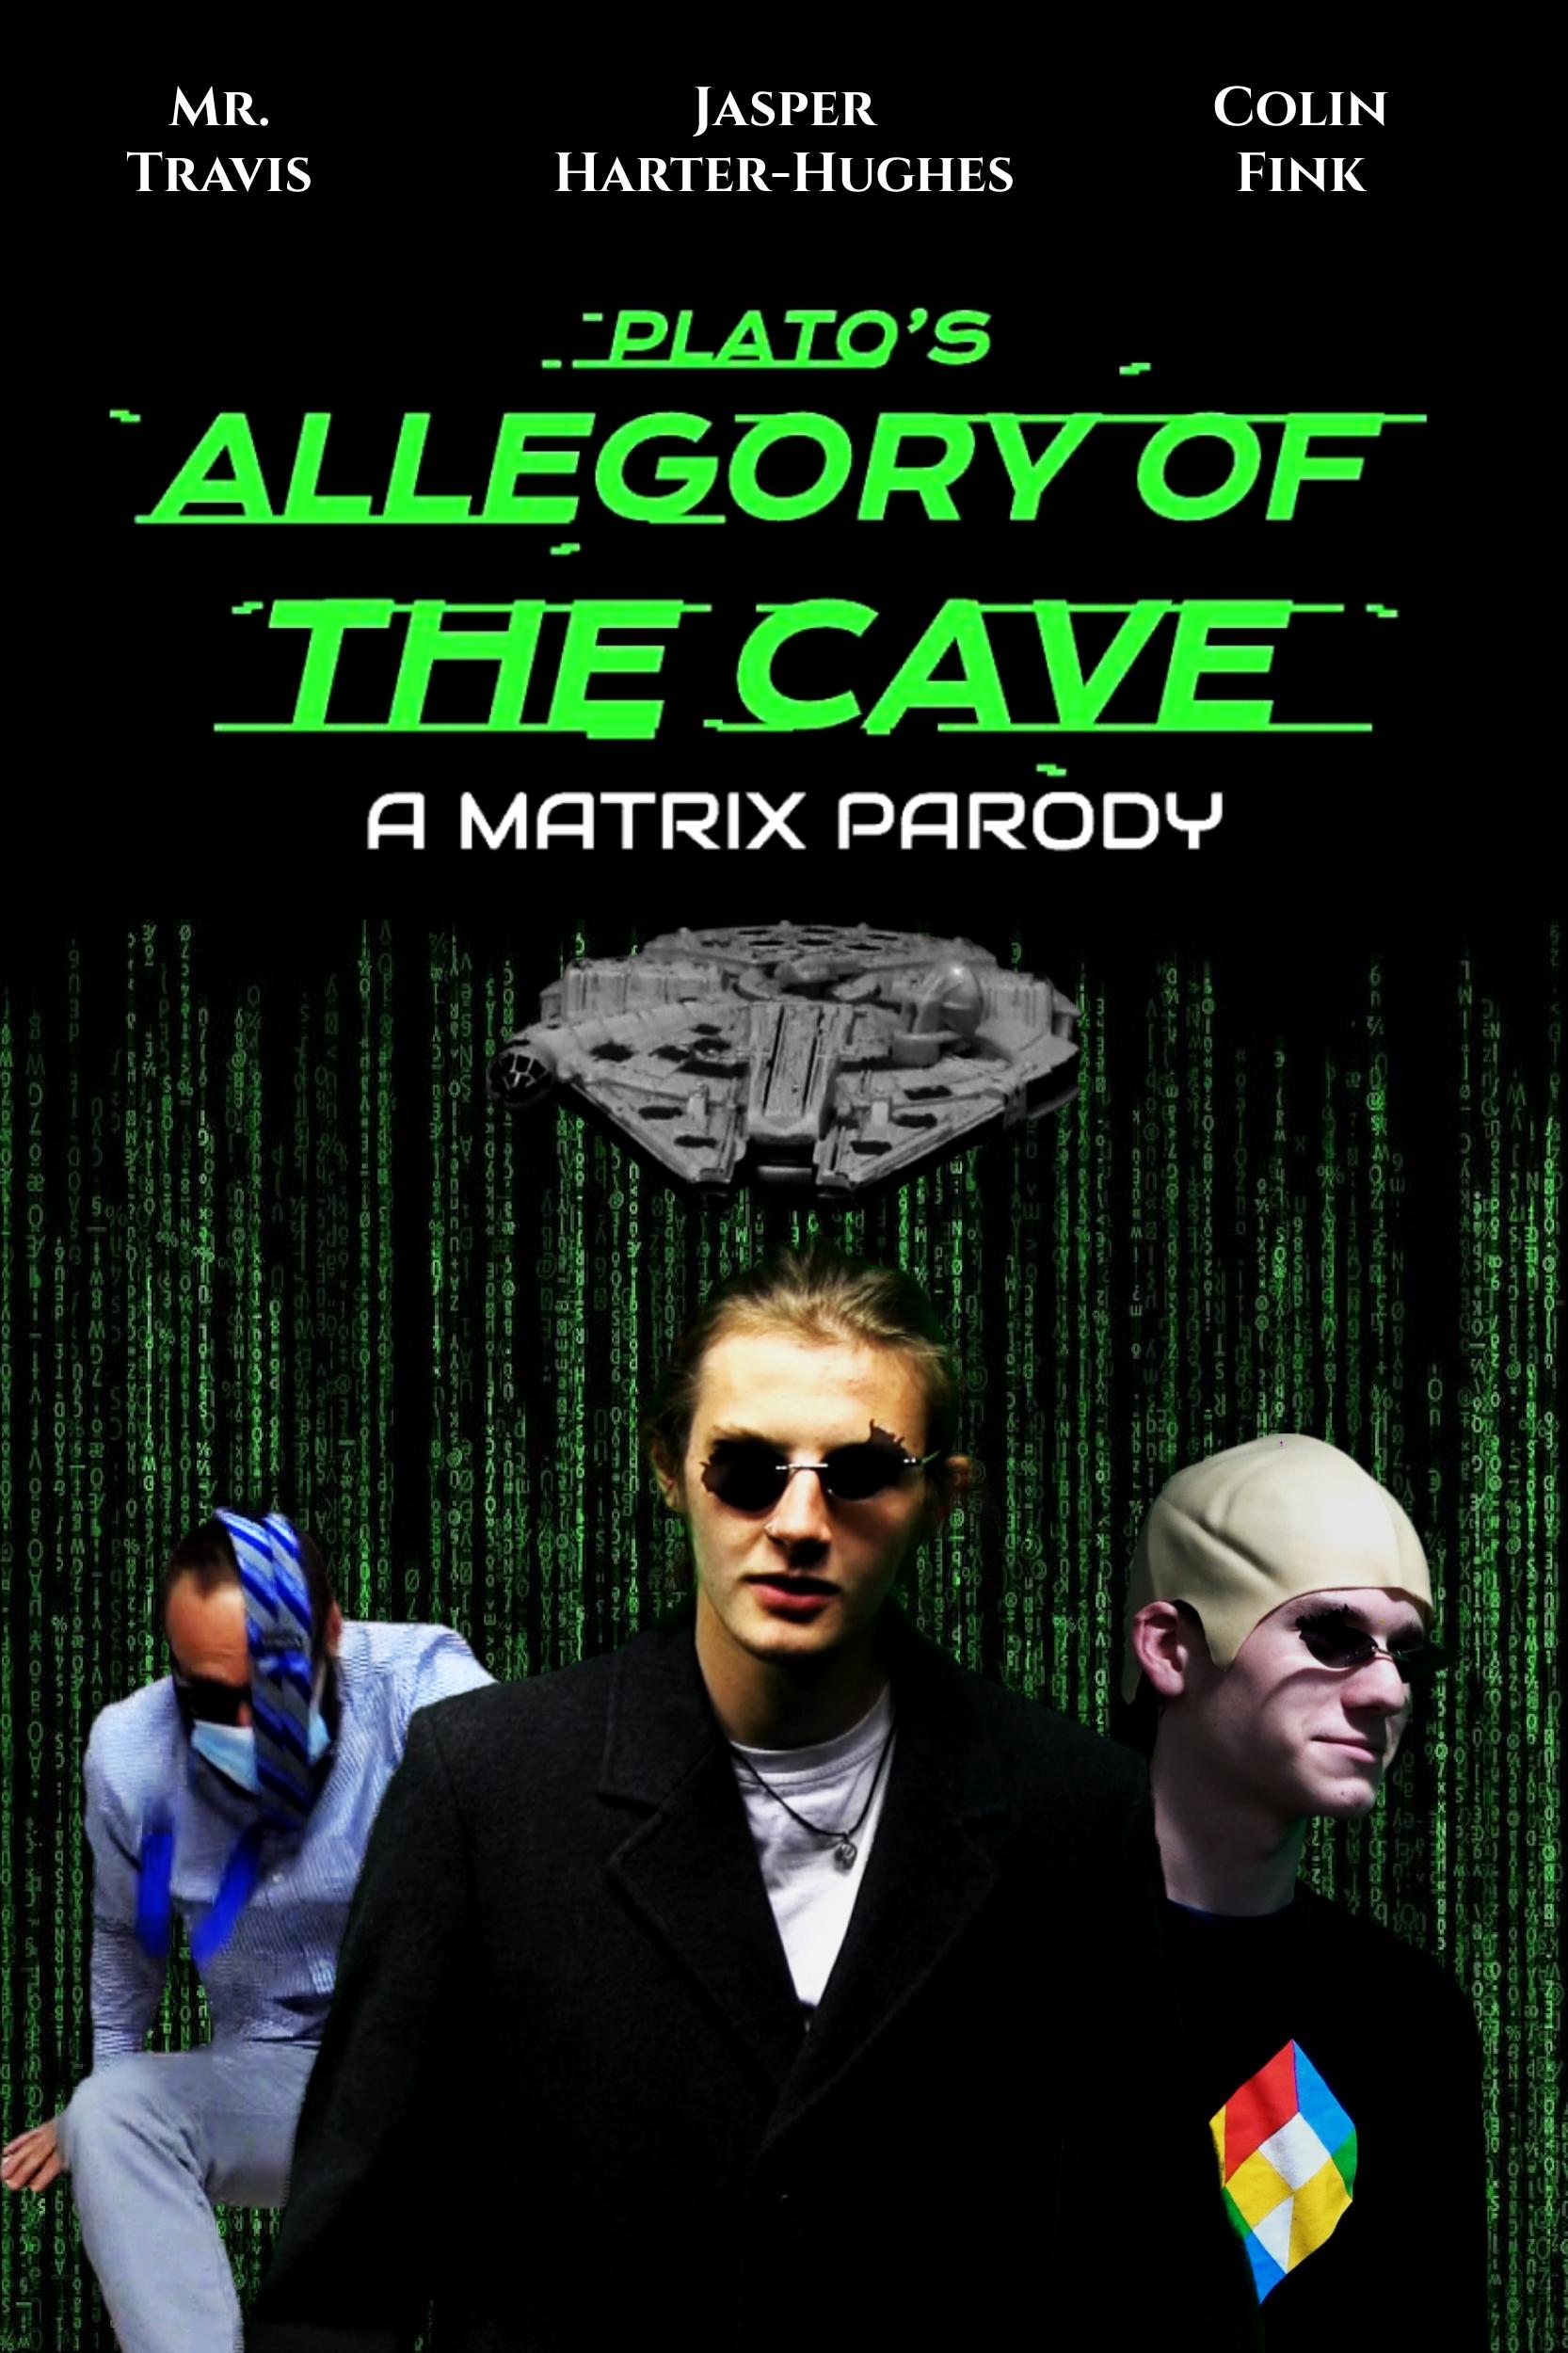 Mr. Travis
Jasper Harter-Hughes
Colin Fink
PLATO'S
ALLEGORY OF
THE CAVE
A MATRIX PARODY